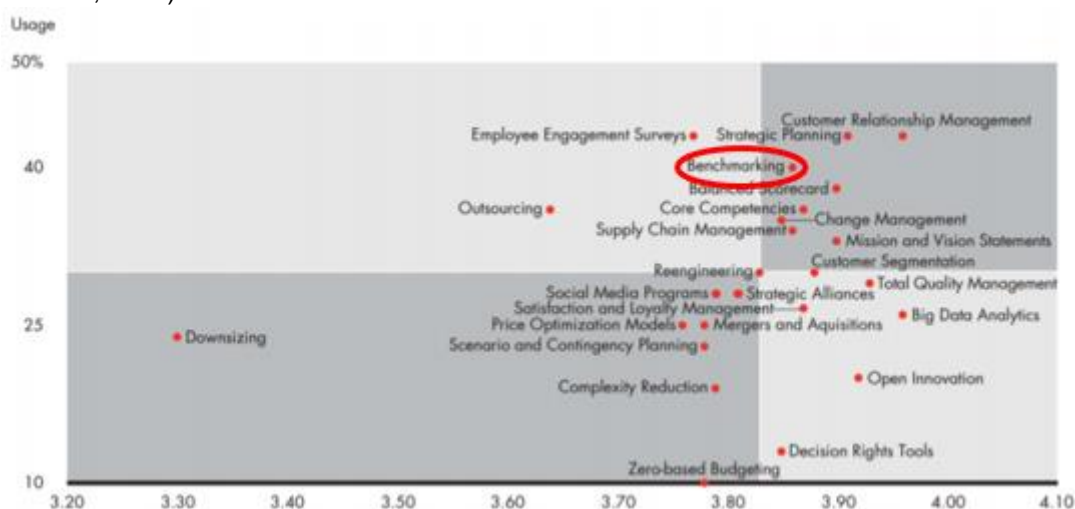 Usage
50%
Customer Relationship Management
Employee Engagement Surveys
Strategic Planning
40
Benchmarking
Balanced Scorecard
Outsourcing
Core Competencies
Change Management
Supply Chain Management
Mission and Vision Statements
Reengineering
Customer Segmentation
Total Quality Management
Social Media Programs
Strategic Alliances
Satisfaction and Loyalty Management
Big Data Analytics
25
Price Optimization Models
Mergers and Aquisitions
Downsizing
Scenario and Contingency Planning
Complexity Reduction
Open Innovation
Decision Rights Tools
Zero-based Budgeting
10
3.20 3.30 3.40 3.50 3.60 3.70 3.80 3.90 4.00 4.10